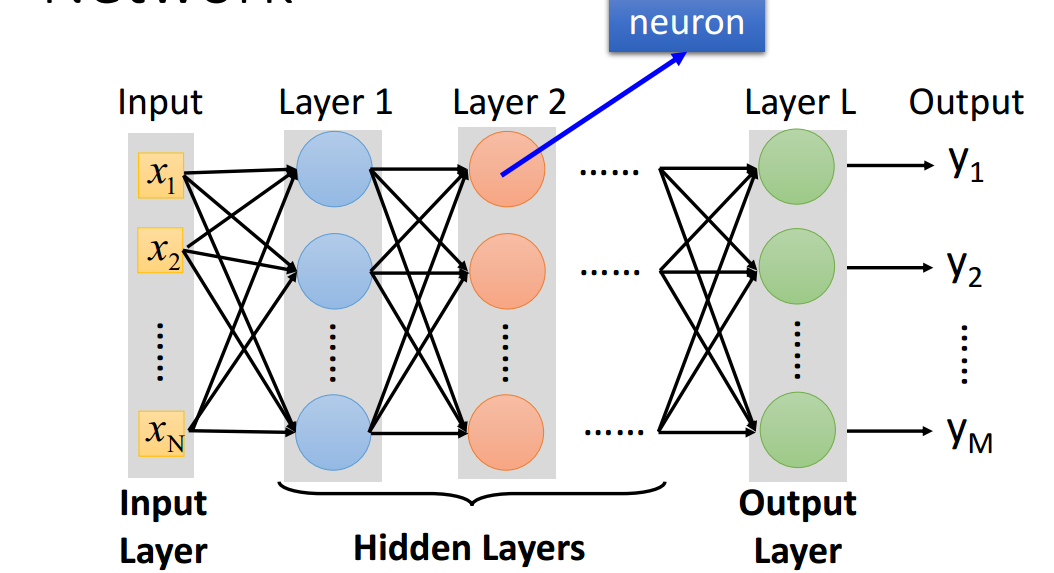 Network
neuron
Input Layer 1 Layer 2 Layer L Output
x1 ...... y1
x2 ...... y2
...... ...... ...... ...... ......
xN ...... yM
Input Layer
Hidden Layers
Output Layer